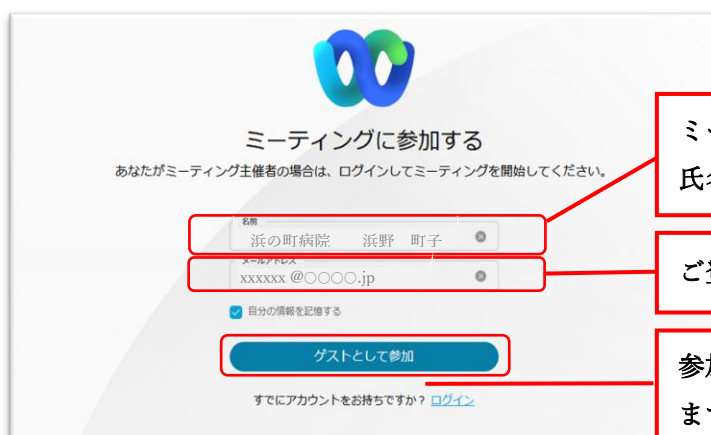 ミーティングに参加する
あなたがミーティング主催者の場合は、ログインしてミーティングを開始してください。
名前
浜の町病院　　浜野　町子
メールアドレス
xxxxxx @○○○○.jp
自分の情報を記憶する
ゲストとして参加
すでにアカウントをお持ちですか？ ログイン
ミ
氏
ご
参
ま